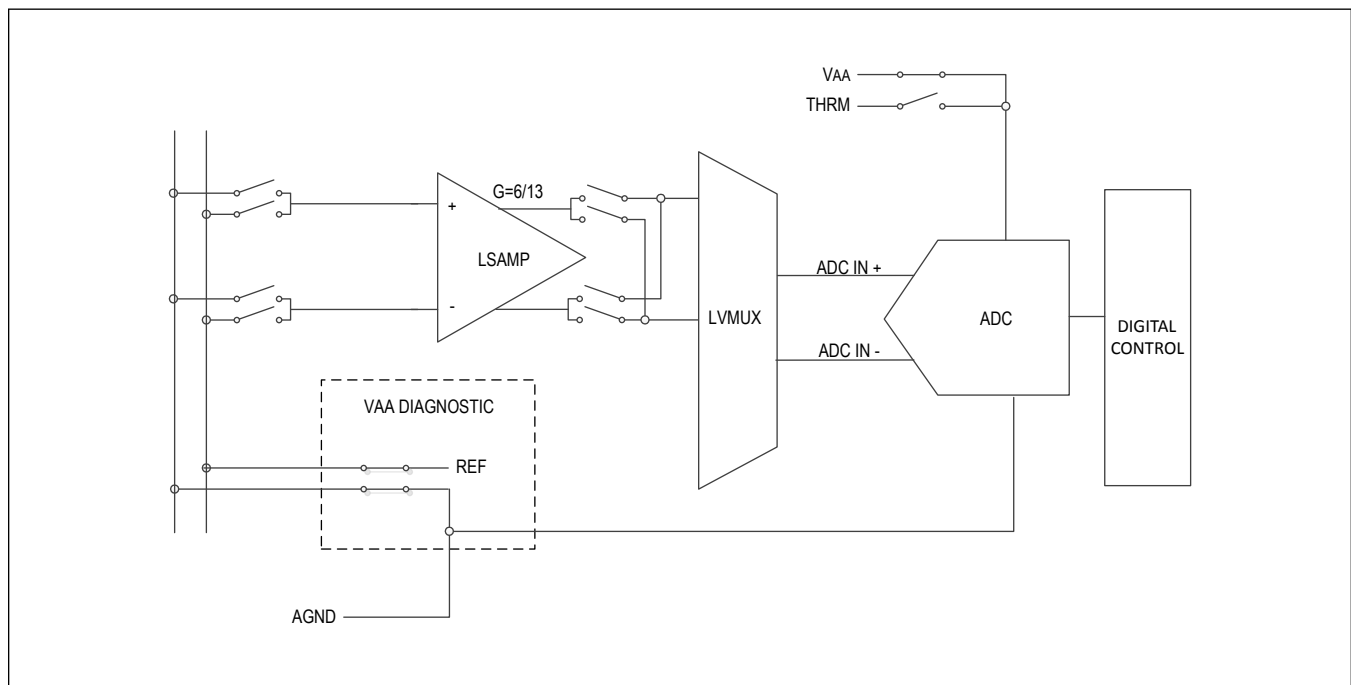 VAA
THRM
G=6/13
+
LSAMP
-
LVMUX
ADC IN +
ADC IN -
ADC
DIGITAL
CONTROL
VAA DIAGNOSTIC
REF
AGND